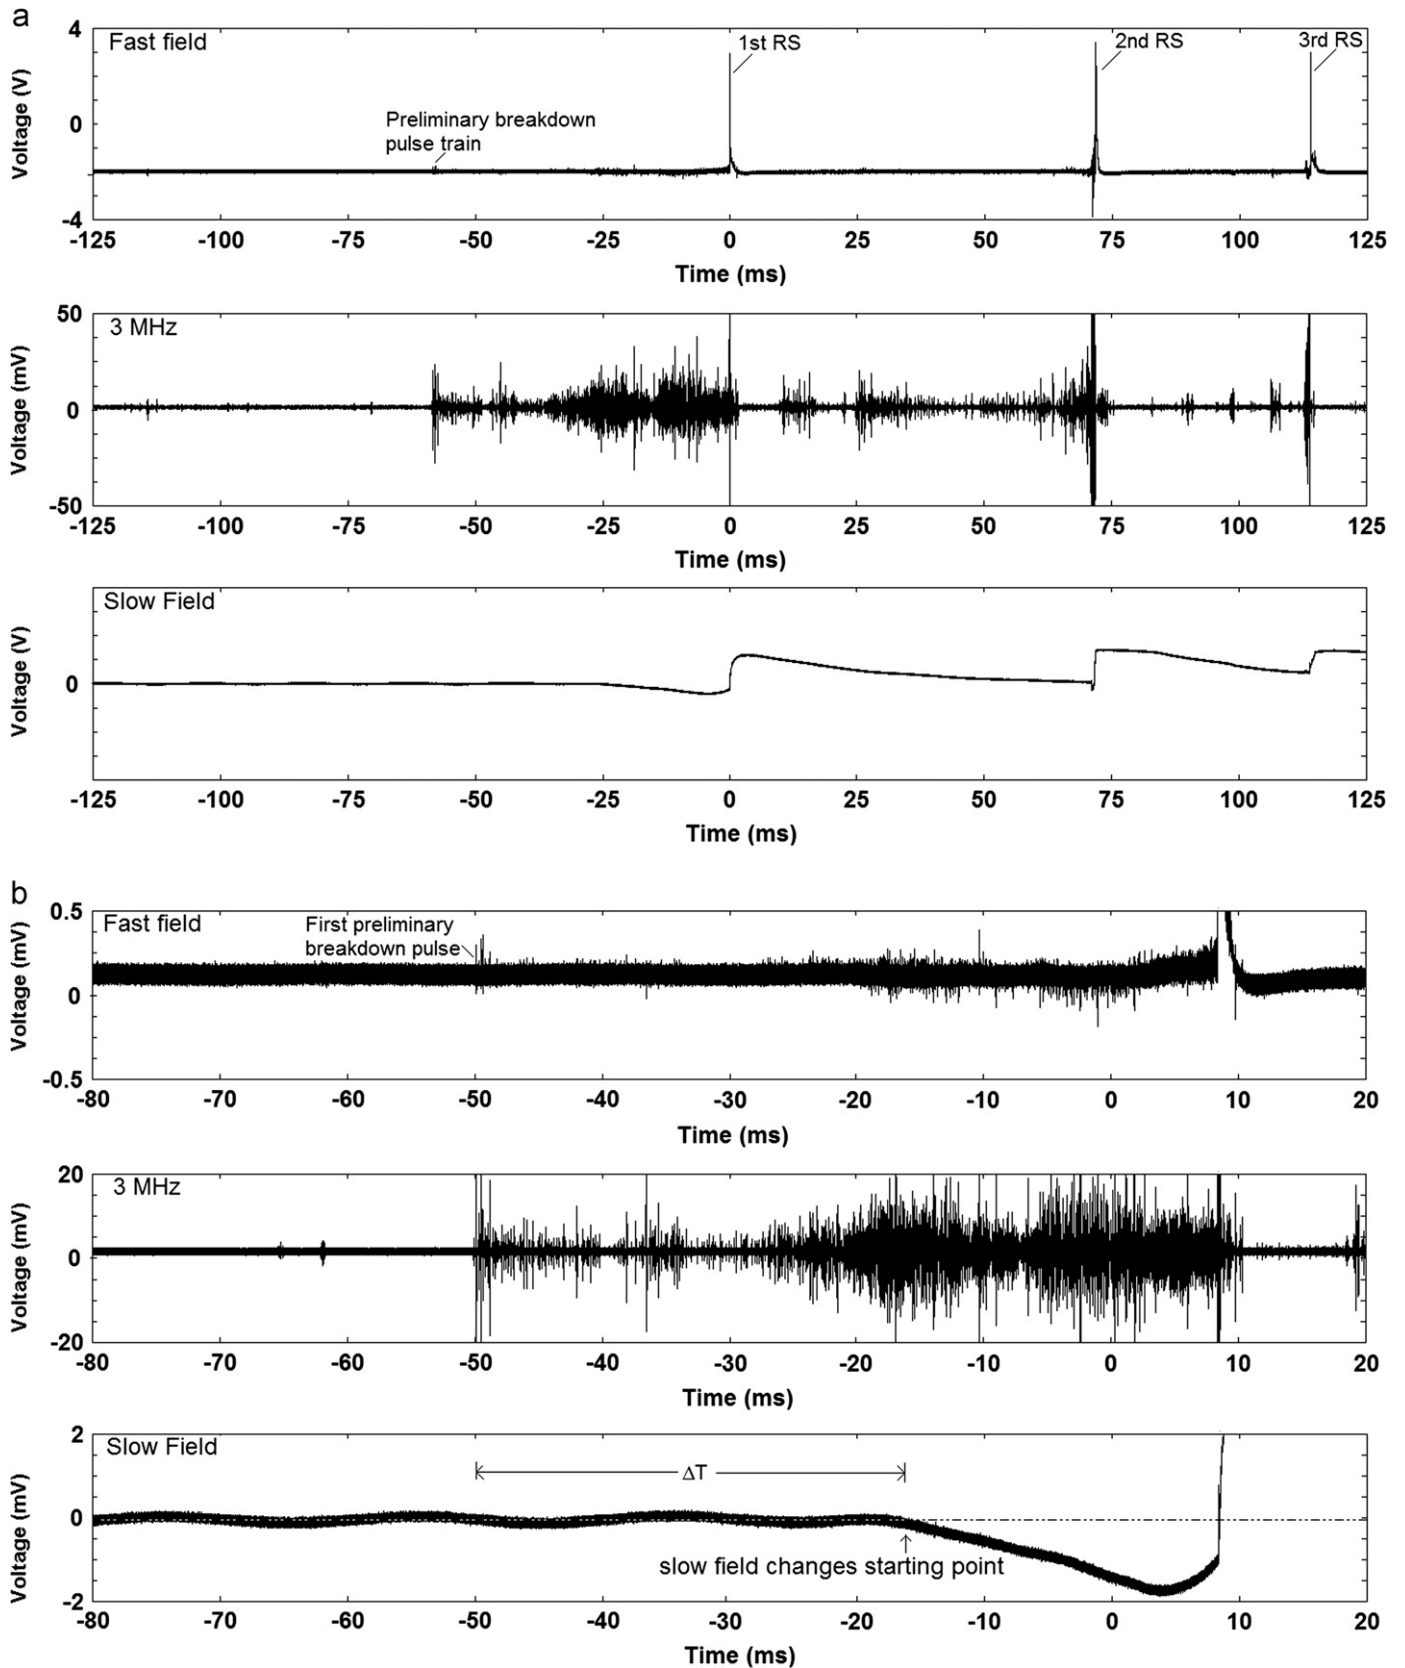 a
4
Fast field
1st RS
2nd RS
3rd RS
Preliminary breakdown
pulse train
Voltage (V)
0
-4
-125 -100 -75 -50 -25 0 25 50 75 100 125
Time (ms)
50
3 MHz
Voltage (mV)
0
-50
-125 -100 -75 -50 -25 0 25 50 75 100 125
Time (ms)
Slow Field
Voltage (V)
0
-125 -100 -75 -50 -25 0 25 50 75 100 125
Time (ms)
b
0.5
Fast field
First preliminary
breakdown pulse
Voltage (mV)
0
-0.5
-80 -70 -60 -50 -40 -30 -20 -10 0 10 20
Time (ms)
20
3 MHz
Voltage (mV)
0
-20
-80 -70 -60 -50 -40 -30 -20 -10 0 10 20
Time (ms)
2
Slow Field
ΔT
Voltage (mV)
0
slow field changes starting point
-2
-80 -70 -60 -50 -40 -30 -20 -10 0 10 20
Time (ms)